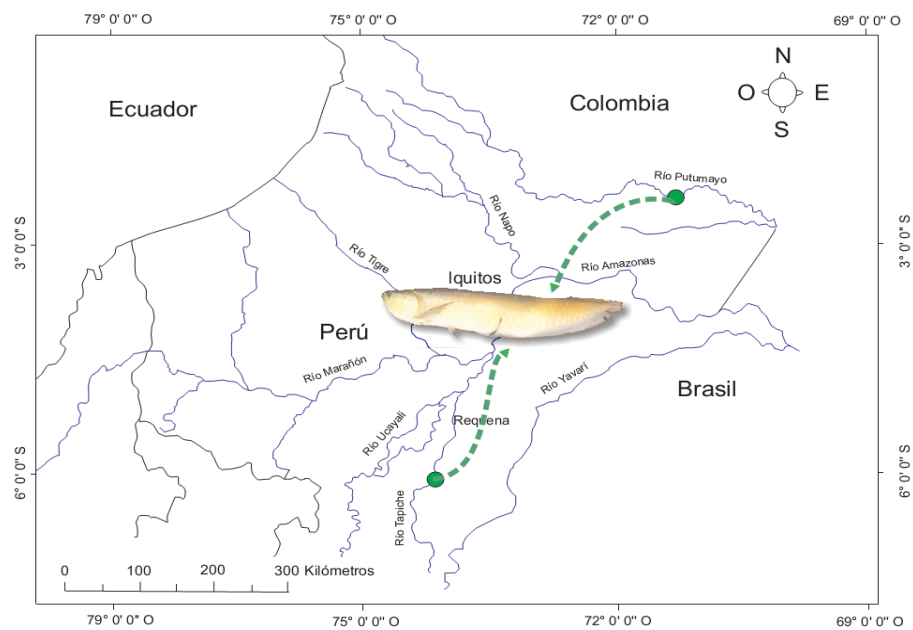 79° 0' 0" O
75° 0' 0" O
72° 0' 0" O
69° 0' 0" O
N
O
E
S
Ecuador
Colombia
Río Putumayo
3° 0' 0" S
3° 0' 0" S
Río Napo
Río Tigre
Río Amazonas
Iquitos
Perú
Río Marañón
Río Yavarí
Brasil
Requena
Río Ucayali
6° 0' 0" S
6° 0' 0" S
Río Tapiche
0
100
200
300 Kilómetros
79° 0' 0" O
75° 0' 0" O
72° 0' 0" O
69° 0' 0" O